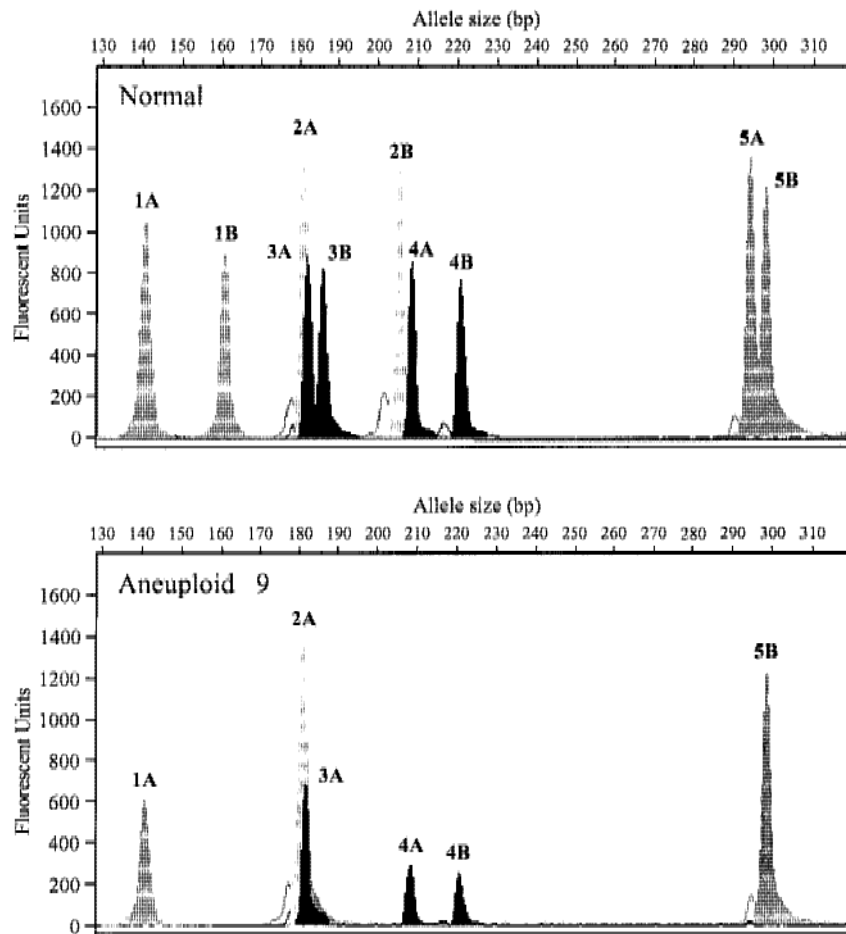 Allele size (bp)
130 140 150 160 170 180 190 200 210 220 230 240 250 260 270 280 290 300 310
Normal
1600
1400
1200
1000
800
600
400
200
0
Fluorescent Units
1A
1B
2A
3A
3B
2B
4A
4B
5A
5B
Allele size (bp)
130 140 150 160 170 180 190 200 210 220 230 240 250 260 270 280 290 300 310
Aneuploid 9
1600
1400
1200
1000
800
600
400
200
0
Fluorescent Units
1A
2A
3A
4A
4B
5B